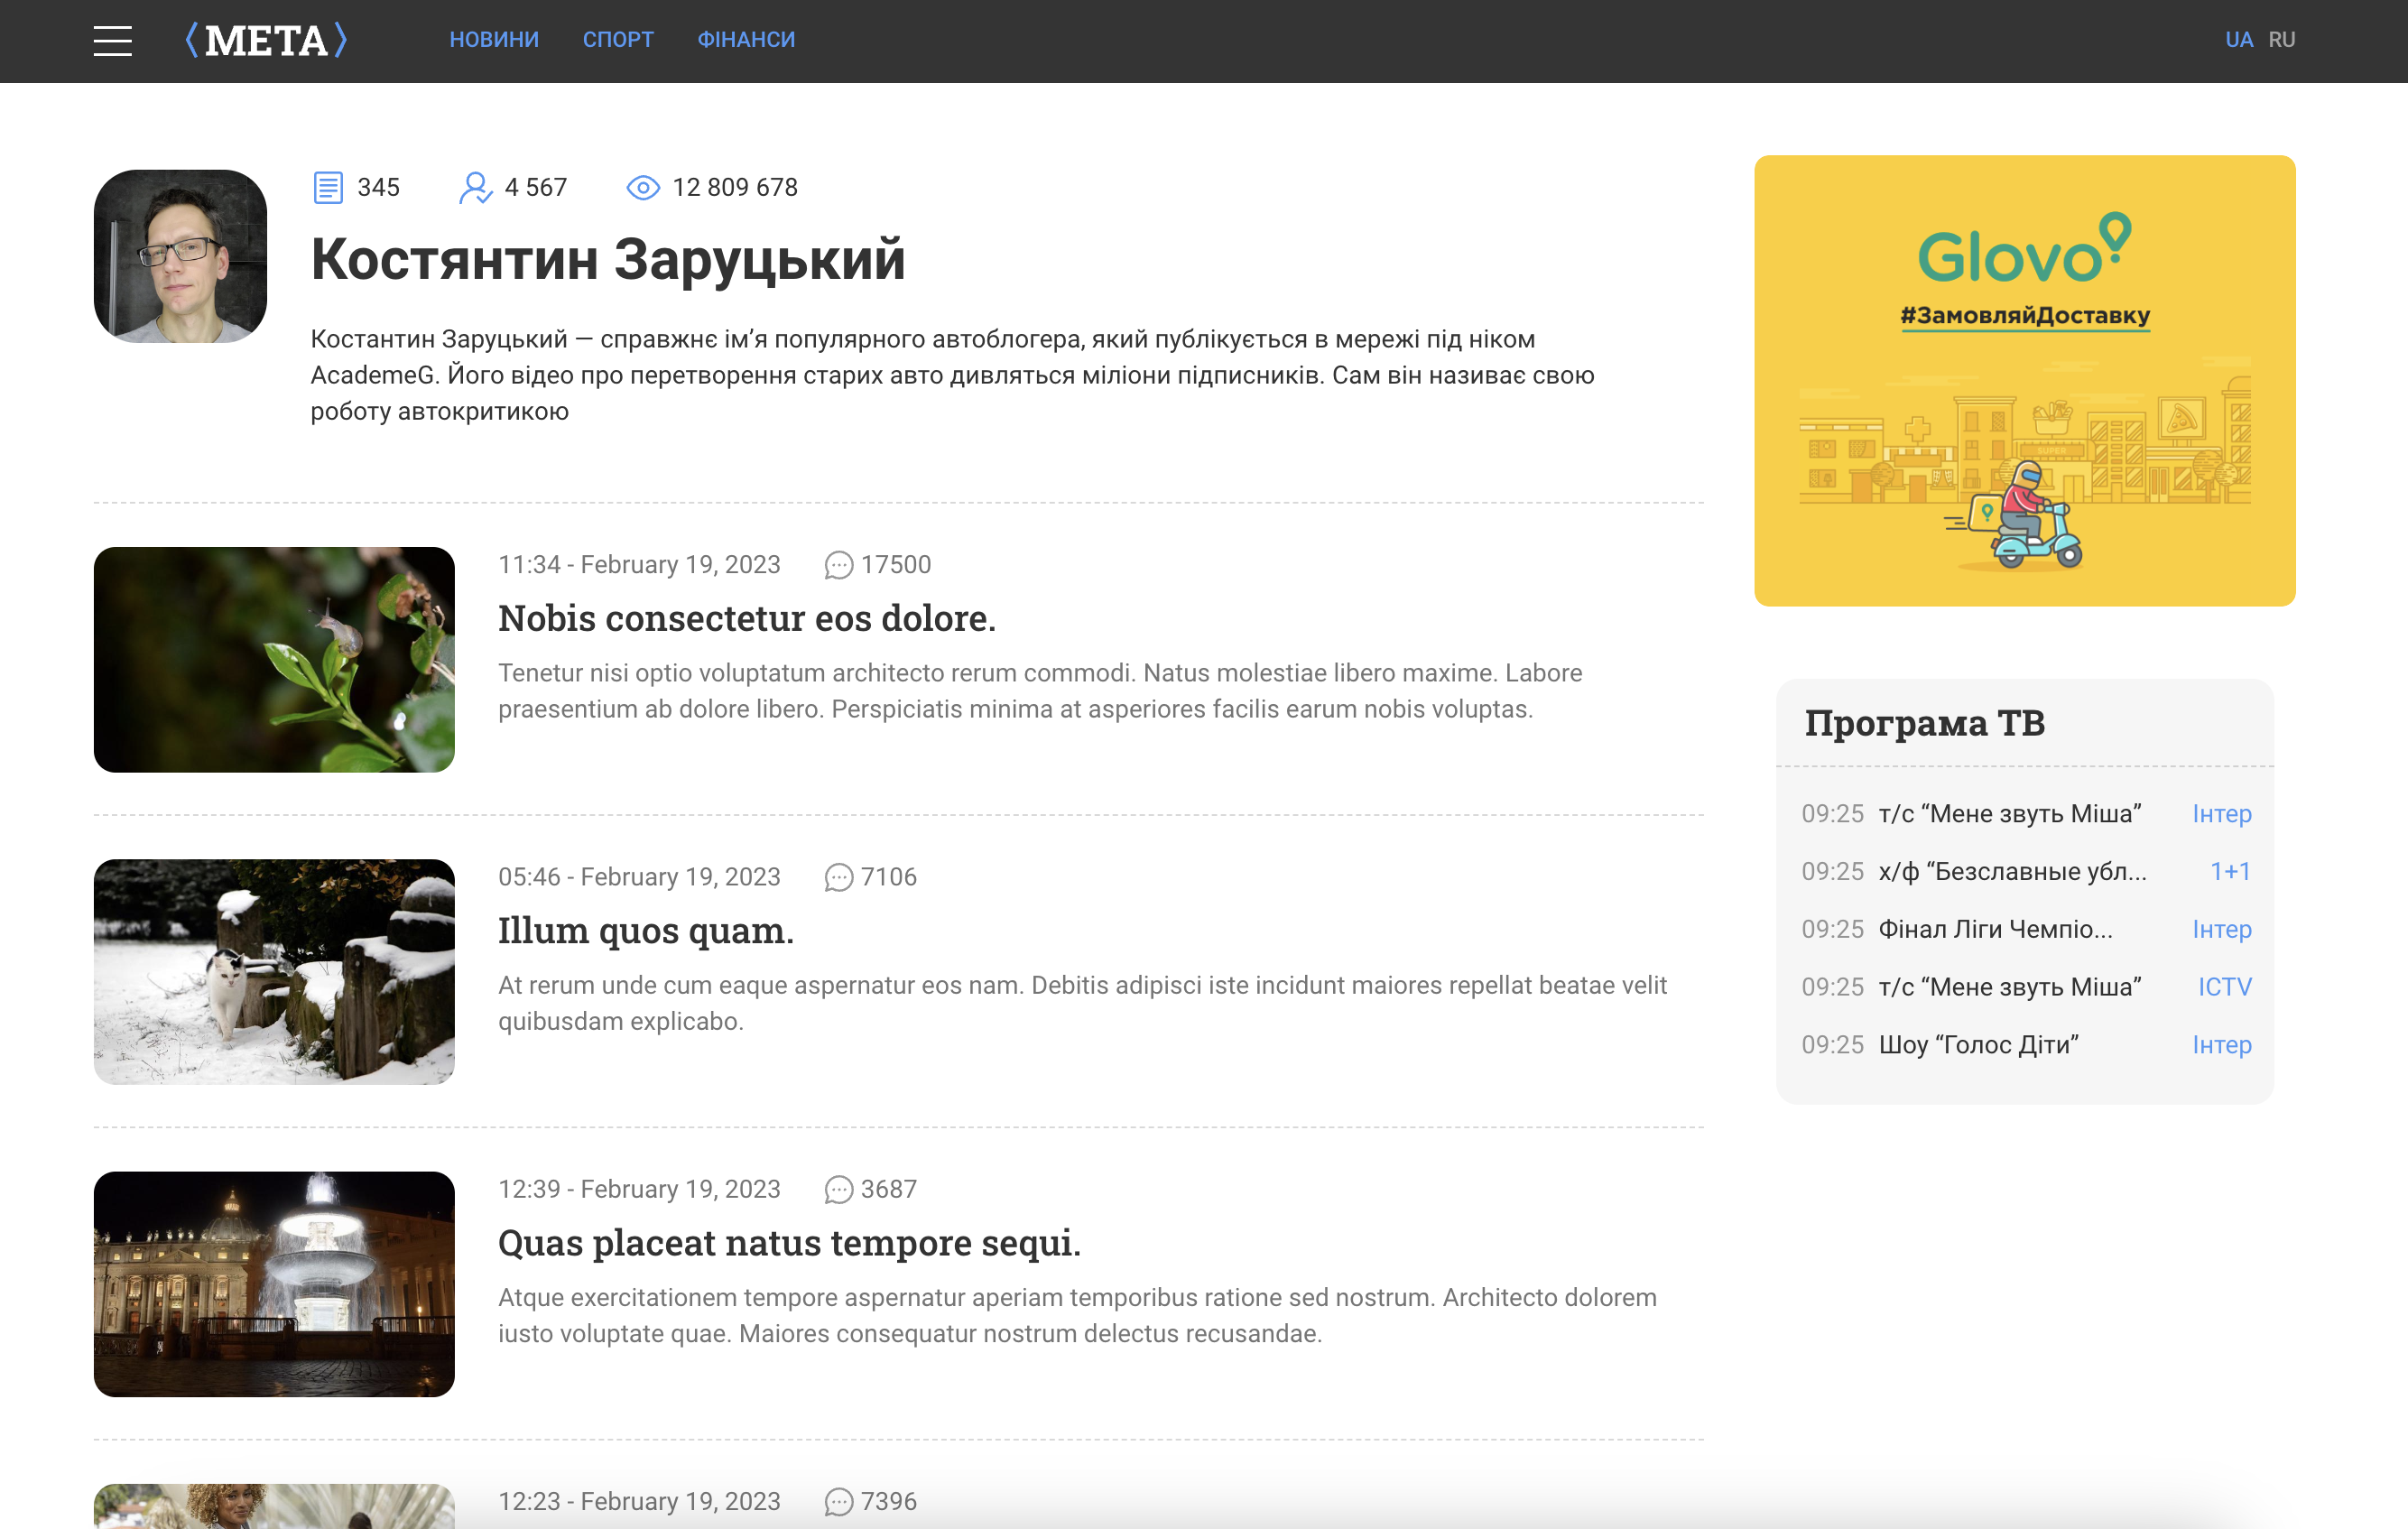 МЕТА
НОВИНИ СПОРТ ФІНАНСИ
UA RU
345 4 567 12 809 678
Костянтин Заруцький
Костантин Заруцький — справжнє ім’я популярного автоблогера, який публікується в мережі під ніком
AcademeG. Його відео про перетворення старих авто дивляться міліони підписників. Сам він називає свою
роботу автокритикою
11:34 - February 19, 2023 17500
Nobis consectetur eos dolore.
Tenetur nisi optio voluptatum architecto rerum commodi. Natus molestiae libero maxime. Labore
praesentium ab dolore libero. Perspiciatis minima at asperiores facilis earum nobis voluptas.
05:46 - February 19, 2023 7106
Illum quos quam.
At rerum unde cum eaque aspernatur eos nam. Debitis adipisci iste incidunt maiores repellat beatae velit
quibusdam explicabo.
12:39 - February 19, 2023 3687
Quas placeat natus tempore sequi.
Atque exercitationem tempore aspernatur aperiam temporibus ratione sed nostrum. Architecto dolorem
iusto voluptate quae. Maiores consequatur nostrum delectus recusandae.
12:23 - February 19, 2023 7396
Glovo
#ЗамовляйДоставку
SUPER
Програма ТВ
09:25 т/с “Мене звуть Міша” Інтер
09:25 х/ф “Безславные убл... 1+1
09:25 Фінал Ліги Чемпіо... Інтер
09:25 т/с “Мене звуть Міша” ICTV
09:25 Шоу “Голос Діти” Інтер